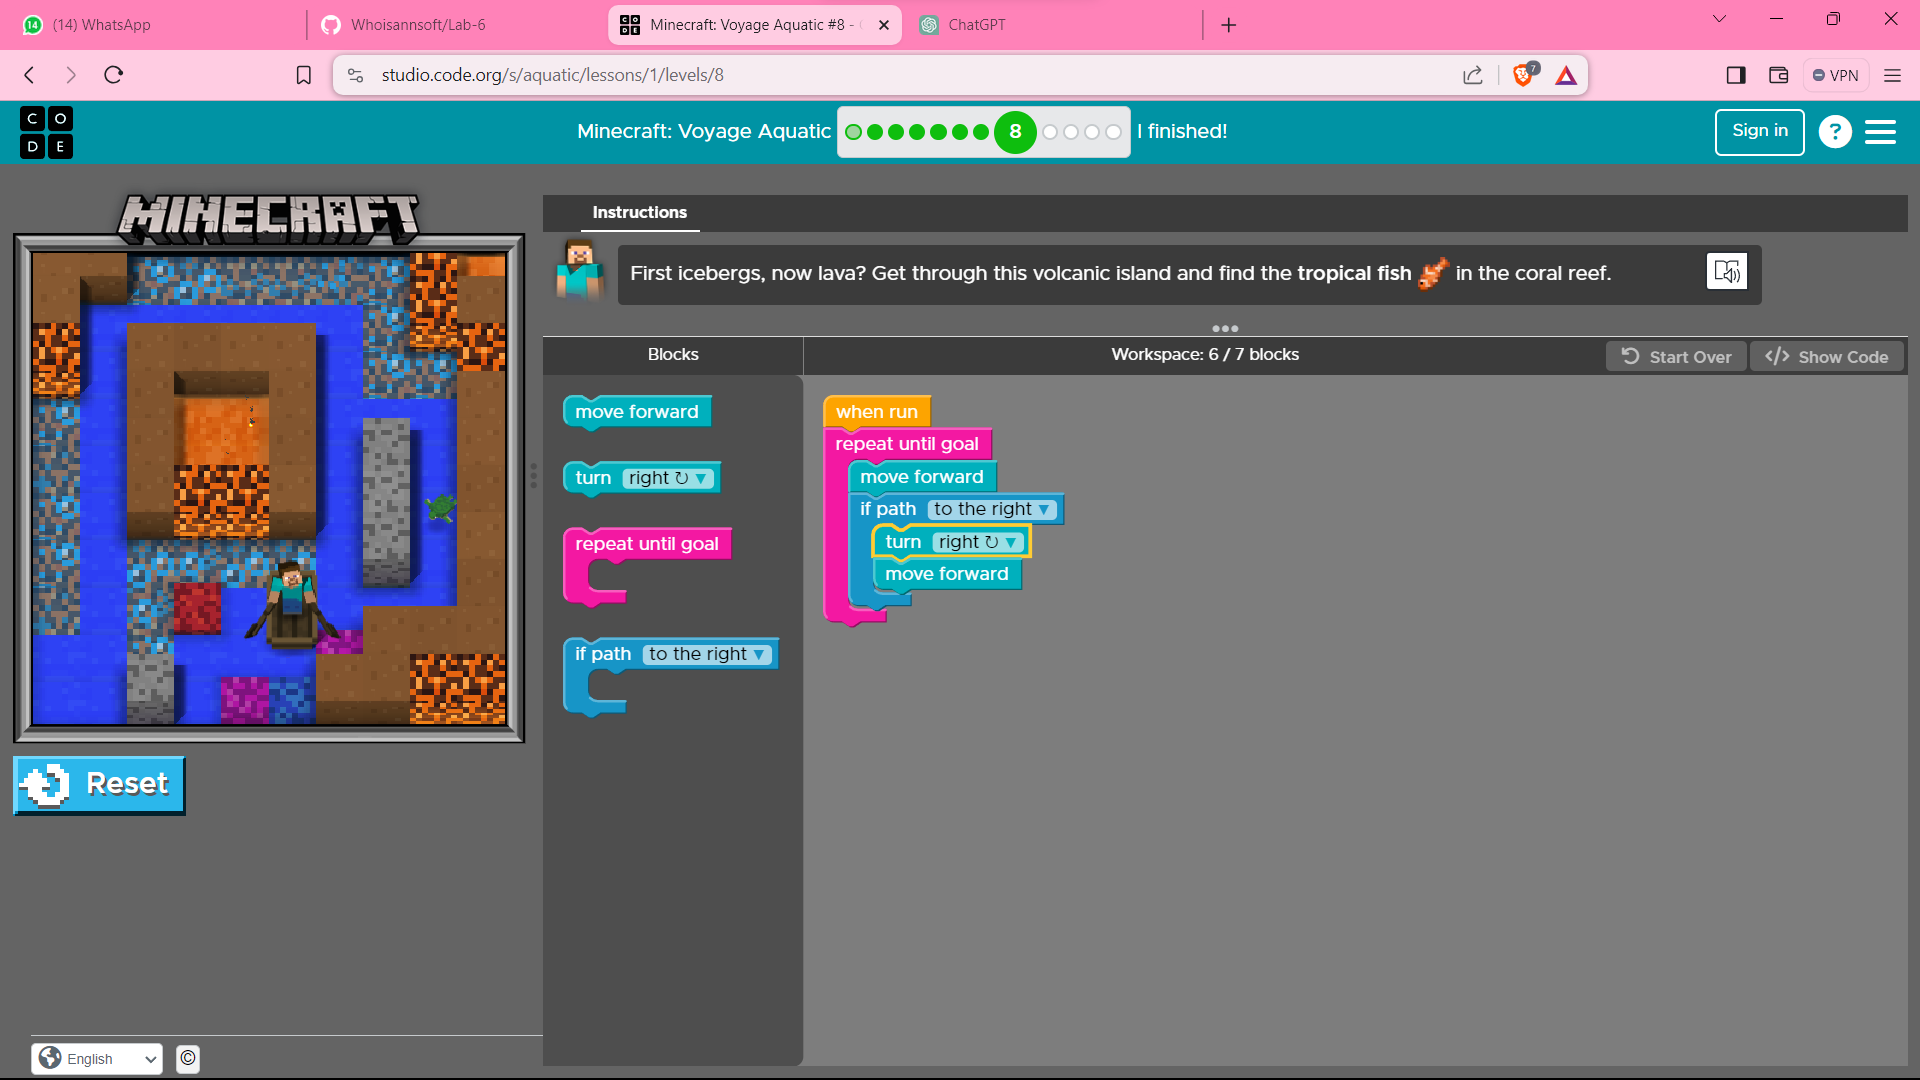 14
(14) WhatsApp
Whoisannsoft/Lab-6
CO
DE
Minecraft: Voyage Aquatic #8 -
ChatGPT
studio.code.org/s/aquatic/lessons/1/levels/8
7
VPN
C O
D E
Minecraft: Voyage Aquatic
8
I finished!
Sign in
?
MINECRAFT
Instructions
First icebergs, now lava? Get through this volcanic island and find the tropical fish in the coral reef.
Blocks
Workspace: 6 / 7 blocks
Start Over
</> Show Code
move forward
turn right ↻ ▼
repeat until goal
if path to the right ▼
when run
repeat until goal
move forward
if path to the right ▼
turn right ↻ ▼
move forward
Reset
English
©